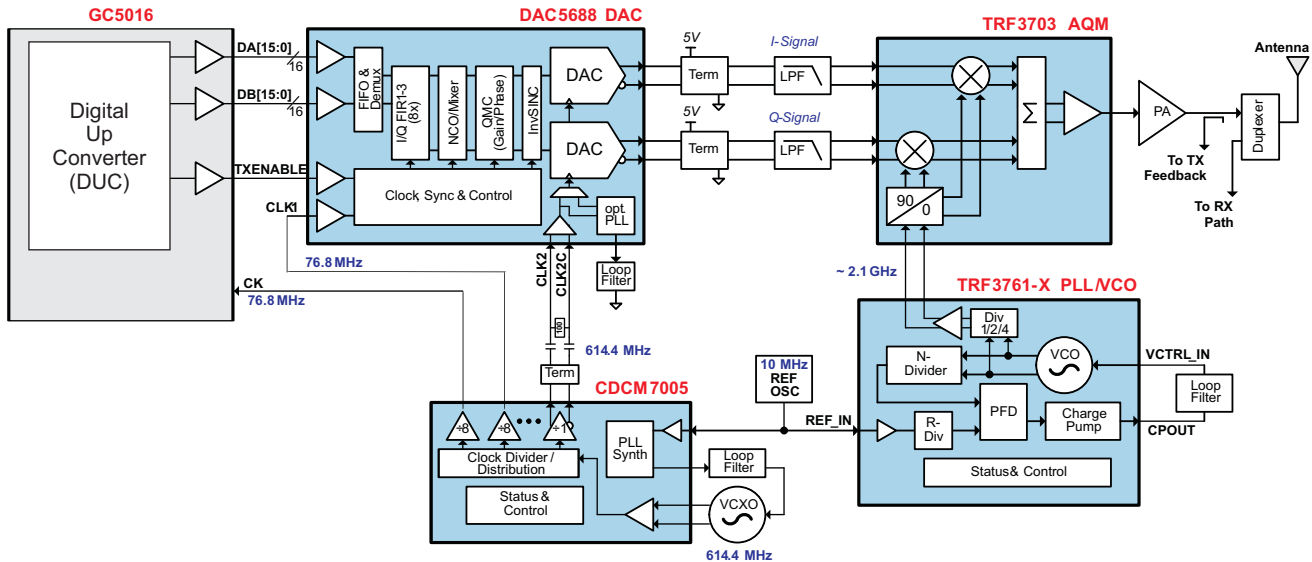 GC5016
DAC5688 DAC
TRF3703 AQM
Antenna
Digital
Up
Converter
(DUC)
DA[15:0]
16
DB[15:0]
16
TXENABLE
CLK1
CK
76.8 MHz
76.8 MHz
FIFO &
Demux
I/Q FIR1-3
(8x)
NCO/Mixer
QMC
(Gain/Phase)
InvSINC
DAC
DAC
Clock Sync & Control
opt.
PLL
Loop
Filter
CLK2
CLK2C
5V
Term
I-Signal
LPF
5V
Term
Q-Signal
LPF
90
0
Σ
PA
To TX
Feedback
Duplexer
To RX
Path
~ 2.1 GHz
100
614.4 MHz
Term
CDCM7005
÷8
÷8
÷1
Clock Divider /
Distribution
Status &
Control
PLL
Synth
Loop
Filter
VCXO
614.4 MHz
10 MHz
REF
OSC
REF_IN
TRF3761-X PLL/VCO
Div
1/2/4
N-
Divider
VCO
VCTRL_IN
Loop
Filter
CPOUT
R-
Div
PFD
Charge
Pump
Status & Control